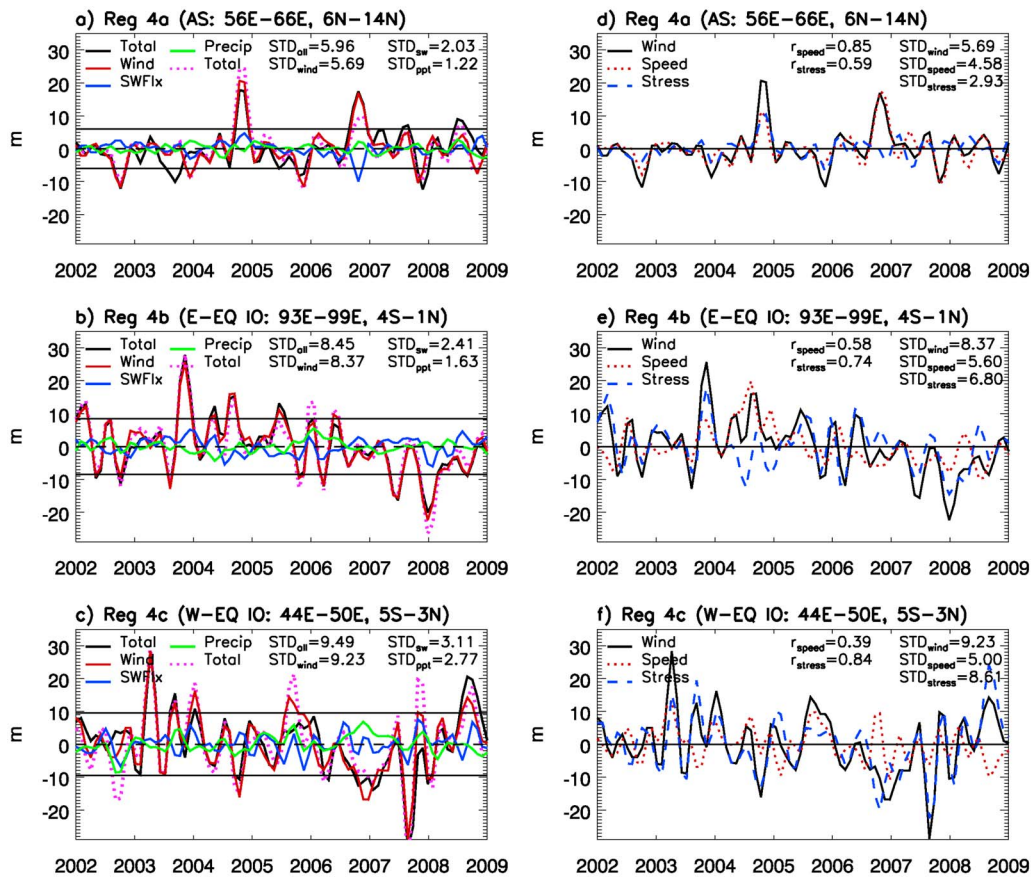 a) Reg 4a (AS: 56E-66E, 6N-14N)
Total Precip STD_all=5.96 STD_sw=2.03
Wind Total STD_wind=5.69 STD_ppt=1.22
SWFlx
30
20
10
0
-10
-20
m
2002 2003 2004 2005 2006 2007 2008 2009
d) Reg 4a (AS: 56E-66E, 6N-14N)
Wind r_speed=0.85 STD_wind=5.69
Speed r_stress=0.59 STD_speed=4.58
Stress STD_stress=2.93
30
20
10
0
-10
-20
m
2002 2003 2004 2005 2006 2007 2008 2009
b) Reg 4b (E-EQ IO: 93E-99E, 4S-1N)
Total Precip STD_all=8.45 STD_sw=2.41
Wind Total STD_wind=8.37 STD_ppt=1.63
SWFlx
30
20
10
0
-10
-20
m
2002 2003 2004 2005 2006 2007 2008 2009
e) Reg 4b (E-EQ IO: 93E-99E, 4S-1N)
Wind r_speed=0.58 STD_wind=8.37
Speed r_stress=0.74 STD_speed=5.60
Stress STD_stress=6.80
30
20
10
0
-10
-20
m
2002 2003 2004 2005 2006 2007 2008 2009
c) Reg 4c (W-EQ IO: 44E-50E, 5S-3N)
Total Precip STD_all=9.49 STD_sw=3.11
Wind Total STD_wind=9.23 STD_ppt=2.77
SWFlx
30
20
10
0
-10
-20
m
2002 2003 2004 2005 2006 2007 2008 2009
f) Reg 4c (W-EQ IO: 44E-50E, 5S-3N)
Wind r_speed=0.39 STD_wind=9.23
Speed r_stress=0.84 STD_speed=5.00
Stress STD_stress=8.61
30
20
10
0
-10
-20
m
2002 2003 2004 2005 2006 2007 2008 2009